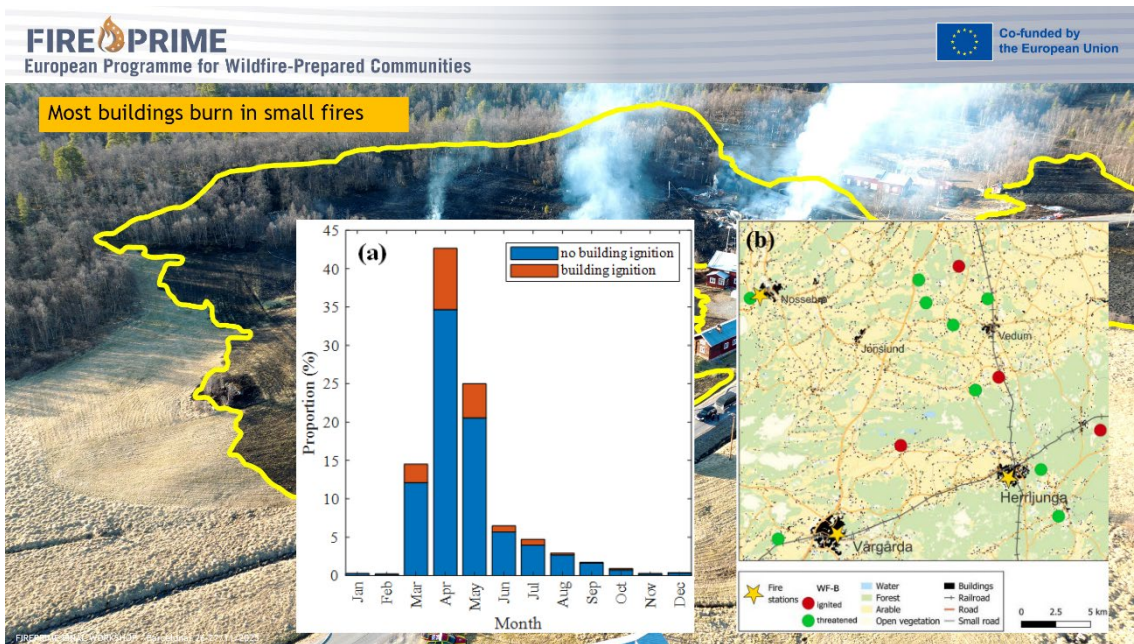 FIRE PRIME
European Programme for Wildfire-Prepared Communities
Co-funded by
the European Union
Most buildings burn in small fires
(a)
no building ignition
building ignition
Proportion (%)
45
40
35
30
25
20
15
10
5
0
Jan
Feb
Mar
Apr
May
Jun
Jul
Aug
Sep
Oct
Nov
Dec
Month
(b)
Nossebro
Jonslund
Vedum
Herrljunga
Vårgårda
Fire
stations
WF-B
ignited
threatened
Water
Forest
Arable
Open vegetation
Buildings
Railroad
Road
Small road
0 2.5 5 km